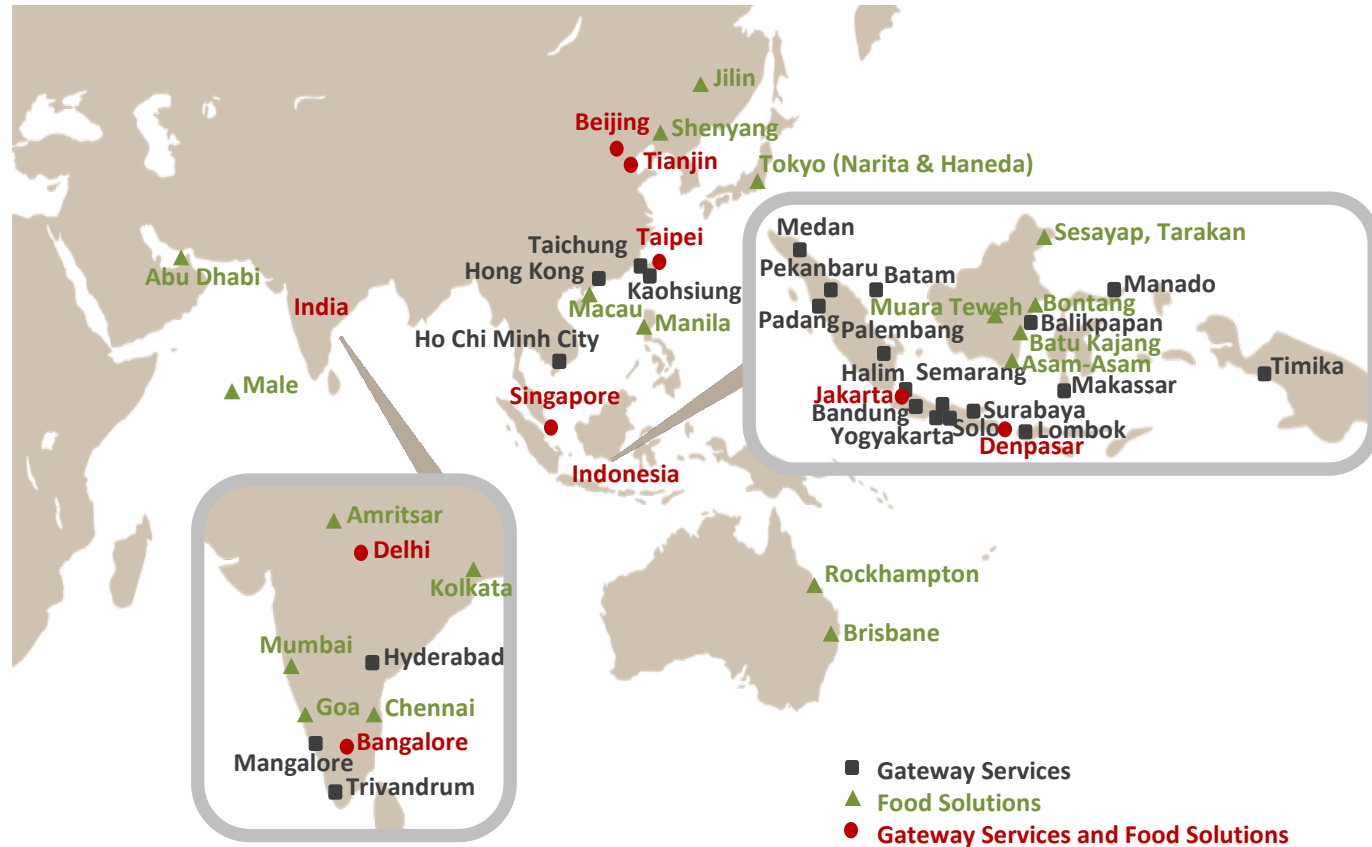 Jilin
Beijing
Shenyang
Tianjin
Tokyo (Narita & Haneda)
Taichung
Taipei
Hong Kong
Kaohsiung
Abu Dhabi
Macau
India
Manila
Ho Chi Minh City
Male
Singapore
Indonesia
Medan
Sesayap, Tarakan
Pekanbaru
Batam
Manado
Muara Teweh
Bontang
Padang
Palembang
Balikpapan
Batu Kajang
Asam-Asam
Halim
Semarang
Timika
Makassar
Jakarta
Bandung
Surabaya
Yogyakarta
Solo
Lombok
Denpasar
Amritsar
Delhi
Kolkata
Mumbai
Hyderabad
Goa
Chennai
Bangalore
Mangalore
Trivandrum
Rockhampton
Brisbane
Gateway Services
Food Solutions
Gateway Services and Food Solutions